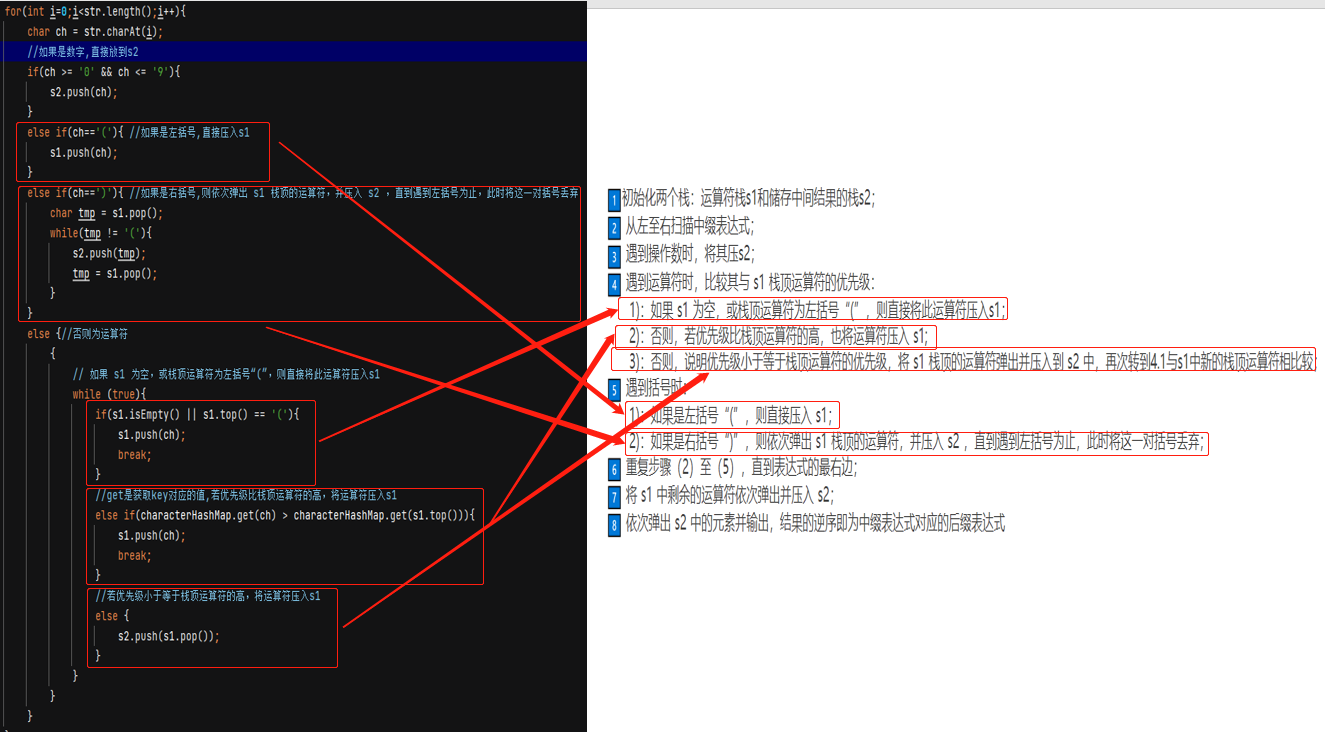 for(int i=0;i<str.length();i++){
char ch = str.charAt(i);
//如果是数字,直接放到s2
if(ch >= '0' && ch <= '9'){
s2.push(ch);
}
else if(ch=='('){ //如果是左括号,直接压入s1
s1.push(ch);
}
else if(ch==')'){ //如果是右括号,则依次弹出 s1 栈顶的运算符，并压入 s2 ，直到遇到左括号为止，此时将这一对括号丢弃
char tmp = s1.pop();
while(tmp != '('){
s2.push(tmp);
tmp = s1.pop();
}
}
else {//否则为运算符
{
// 如果 s1 为空，或栈顶运算符为左括号“(”，则直接将此运算符压入s1
while (true){
if(s1.isEmpty() || s1.top() == '('){
s1.push(ch);
break;
}
//get是获取key对应的值,若优先级比栈顶运算符的高，将运算符压入s1
else if(characterHashMap.get(ch) > characterHashMap.get(s1.top())){
s1.push(ch);
break;
}
//若优先级小于等于栈顶运算符的高，将运算符压入s1
else {
s2.push(s1.pop());
}
}
}
}
1 初始化两个栈：运算符栈s1和储存中间结果的栈s2；
2 从左至右扫描中缀表达式；
3 遇到操作数时，将其压s2；
4 遇到运算符时，比较其与 s1 栈顶运算符的优先级：
1)：如果 s1 为空，或栈顶运算符为左括号“(”，则直接将此运算符压入s1；
2)：否则，若优先级比栈顶运算符的高，也将运算符压入 s1；
3)：否则，说明优先级小于等于栈顶运算符的优先级，将 s1 栈顶的运算符弹出并压入到 s2 中，再次转到4.1与s1中新的栈顶运算符相比较；
5 遇到括号时：
1)：如果是左括号“(”，则直接压入 s1；
2)：如果是右括号“)”，则依次弹出 s1 栈顶的运算符，并压入 s2 ，直到遇到左括号为止，此时将这一对括号丢弃；
6 重复步骤（2）至（5），直到表达式的最右边；
7 将 s1 中剩余的运算符依次弹出并压入 s2；
8 依次弹出 s2 中的元素并输出，结果的逆序即为中缀表达式对应的后缀表达式